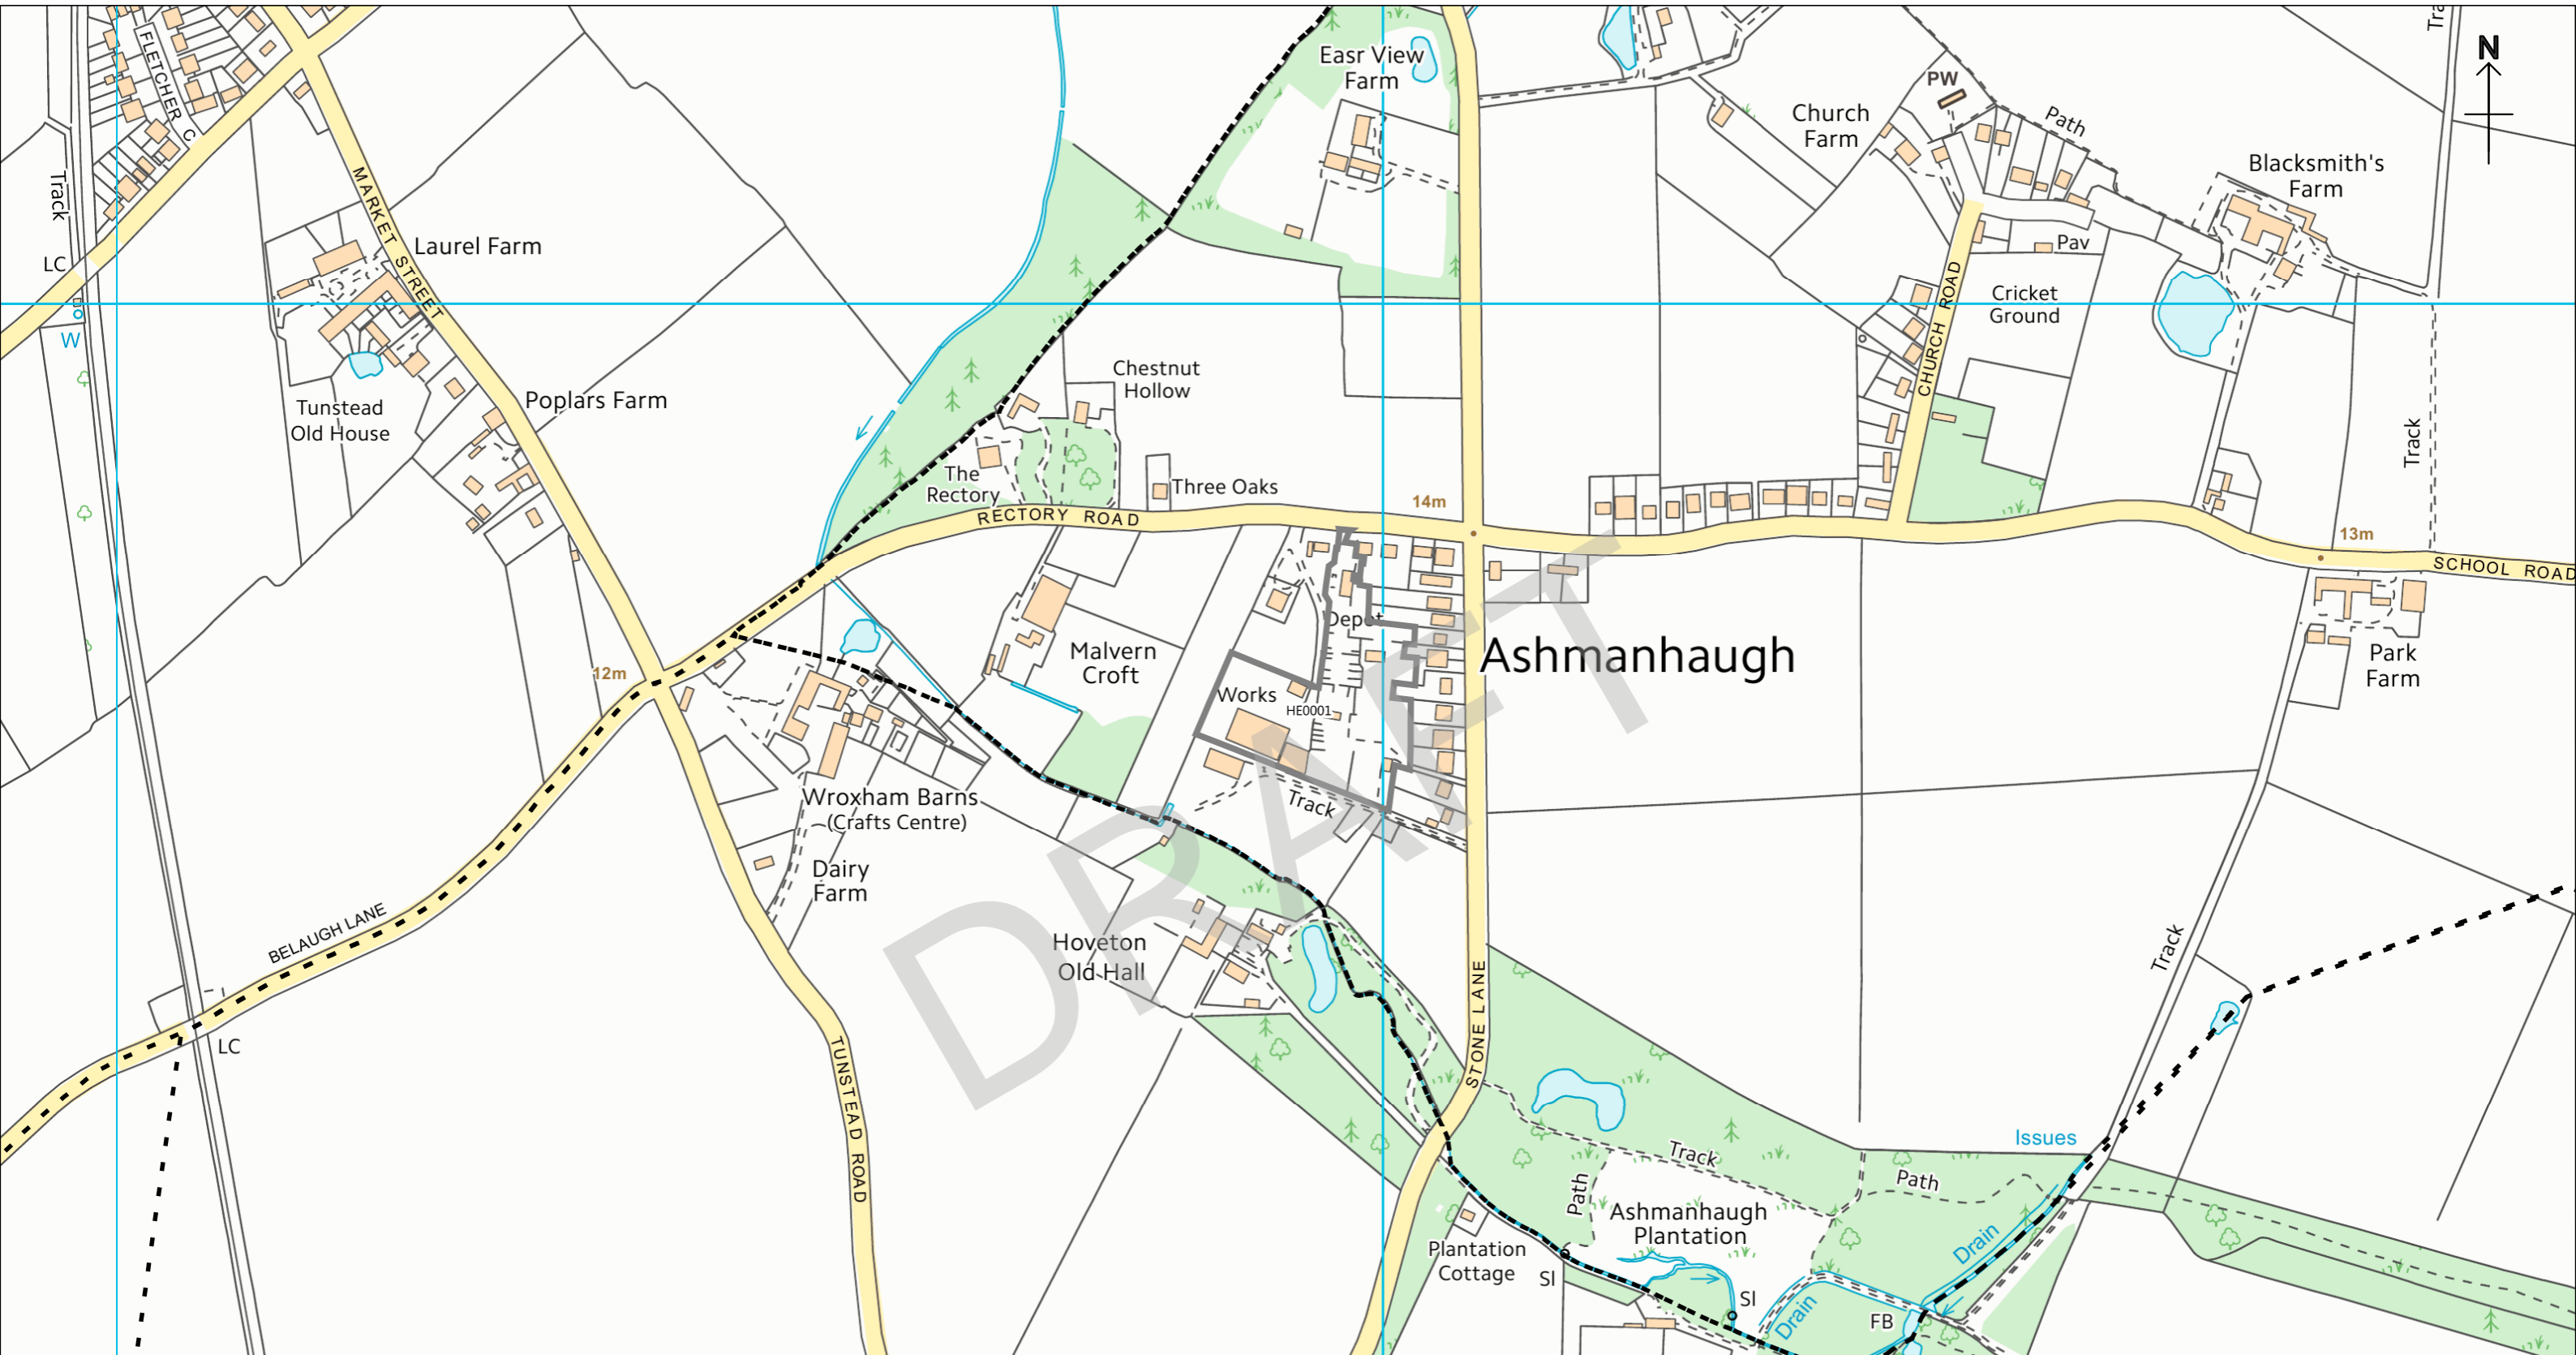 Tra
N
FLETCHER C
Easr View
Farm
PW
Church
Farm
Path
Blacksmith's
Farm
Track
MARKET STREET
Laurel Farm
LC
Pav
W
Cricket
Ground
CHURCH ROAD
Chestnut
Hollow
Tunstead
Old House
Poplars Farm
Track
The
Rectory
Three Oaks
14m
RECTORY ROAD
13m
SCHOOL ROAD
Depot
Ashmanhaugh
Malvern
Croft
Park
Farm
12m
Works
HE0001
Wroxham Barns
(Crafts Centre)
Track
Dairy
Farm
DRAFT
BELAUGH LANE
Hoveton
Old Hall
Track
STONE LANE
LC
TUNSTEAD ROAD
Issues
Track
Path
Path
Ashmanhaugh
Plantation
Drain
Plantation
Cottage
SI
SI
Drain
FB